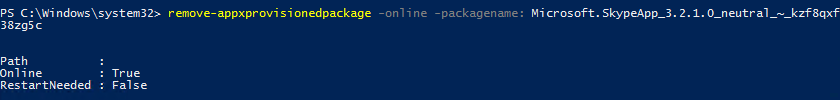 PS C:\Windows\system32> remove-appxprovisionedpackage -online -packagename: Microsoft.SkypeApp_3.2.1.0_neutral_~_kzf8qxf
38zg5c
Path :
Online : True
RestartNeeded : False